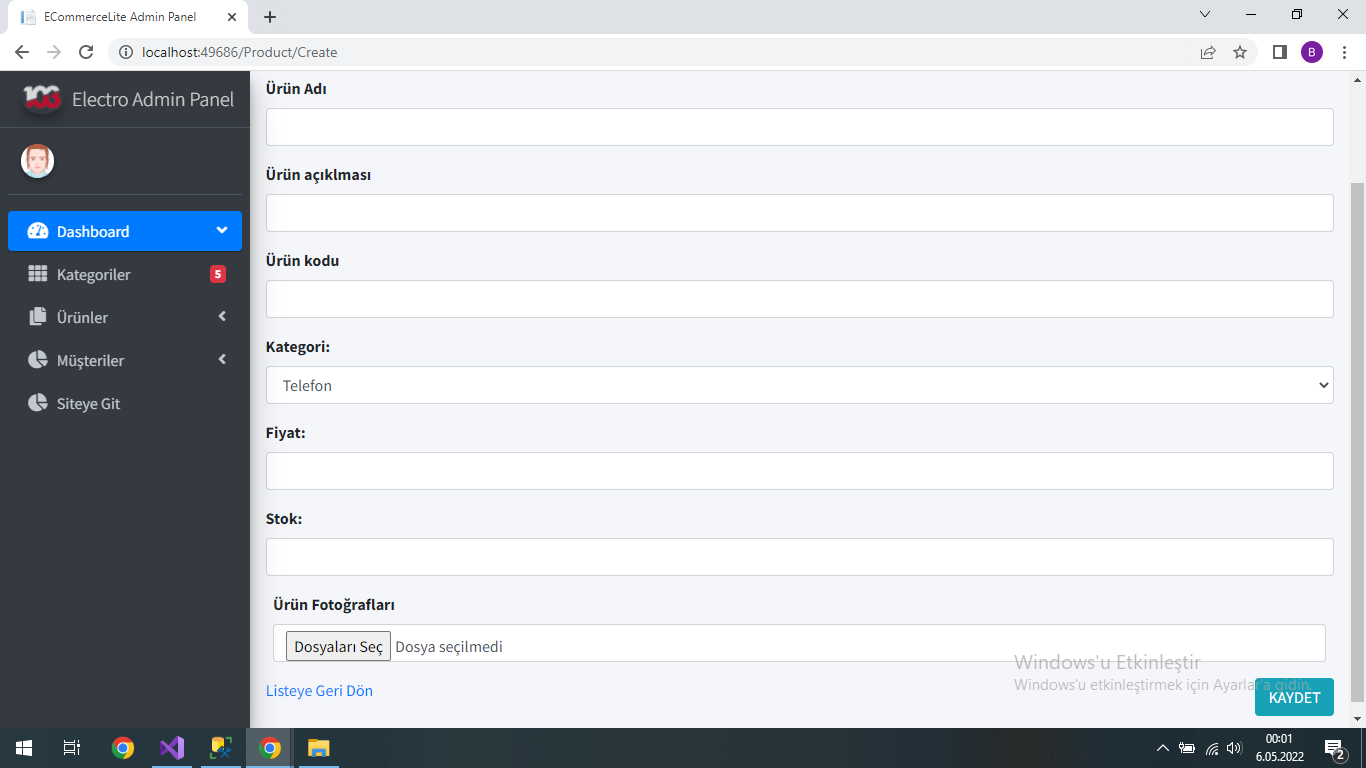 ECommerceLite Admin Panel
localhost:49686/Product/Create
B
100
Electro Admin Panel
Dashboard
Kategoriler 5
Ürünler
Müşteriler
Siteye Git
Ürün Adı
Ürün açıklması
Ürün kodu
Kategori:
Telefon
Fiyat:
Stok:
Ürün Fotoğrafları
Dosyaları Seç Dosya seçilmedi
Listeye Geri Dön
KAYDET
Windows'u Etkinleştir
Windows'u etkinleştirmek için Ayarlar'a gidin.
00:01
6.05.2022
2